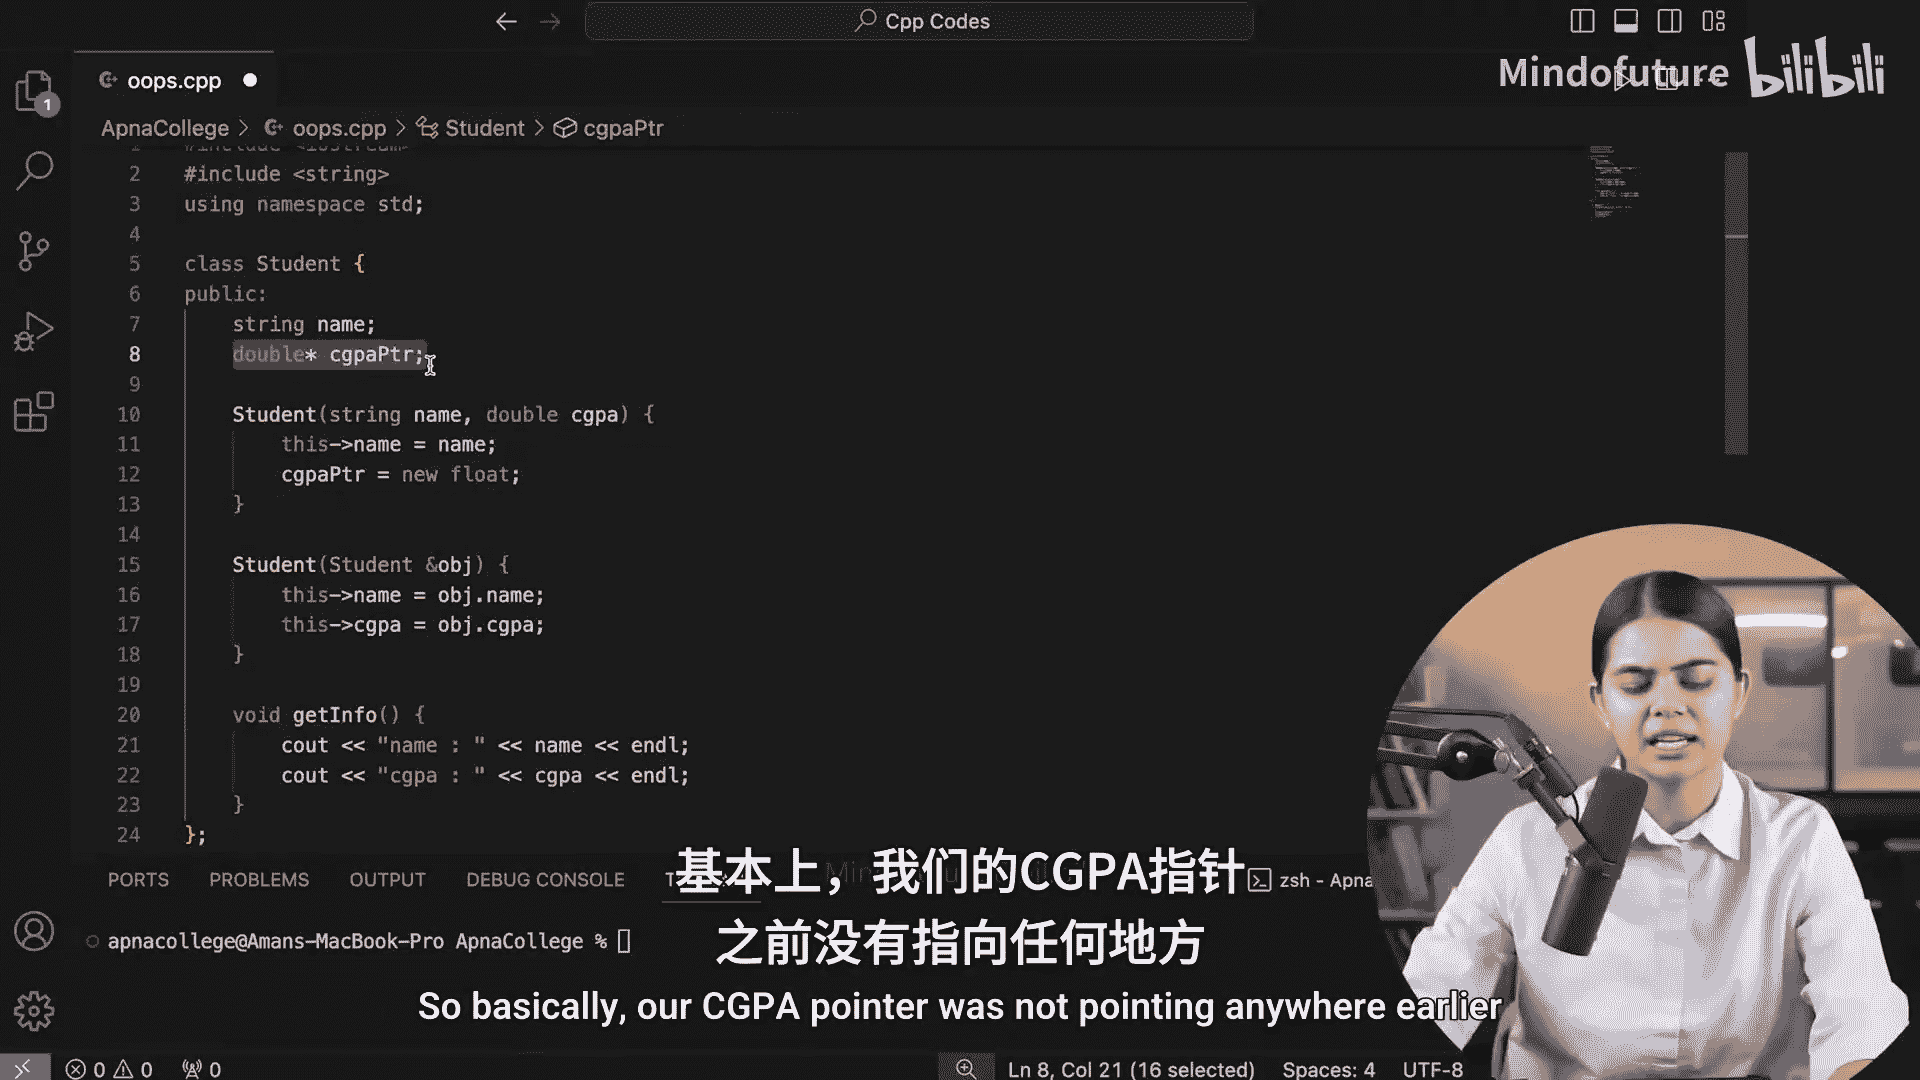 Cpp Codes
Mindofuture bilibili
oops.cpp
1
ApnaCollege > oops.cpp > Student > cgpaPtr
1 #include <iostream>
2 #include <string>
3 using namespace std;
4
5 class Student {
6 public:
7 string name;
8 double* cgpaPtr;
9
10 Student(string name, double cgpa) {
11 this->name = name;
12 cgpaPtr = new float;
13 }
14
15 Student(Student &obj) {
16 this->name = obj.name;
17 this->cgpa = obj.cgpa;
18 }
19
20 void getInfo() {
21 cout << "name : " << name << endl;
22 cout << "cgpa : " << cgpa << endl;
23 }
24 };
PORTS PROBLEMS OUTPUT DEBUG CONSOLE
zsh - Apna
apnacollege@Amans-MacBook-Pro ApnaCollege %
基本上，我们的CGPA指针
之前没有指向任何地方
So basically, our CGPA pointer was not pointing anywhere earlier
0 0 0 Ln 8, Col 21 (16 selected) Spaces: 4 UTF-8